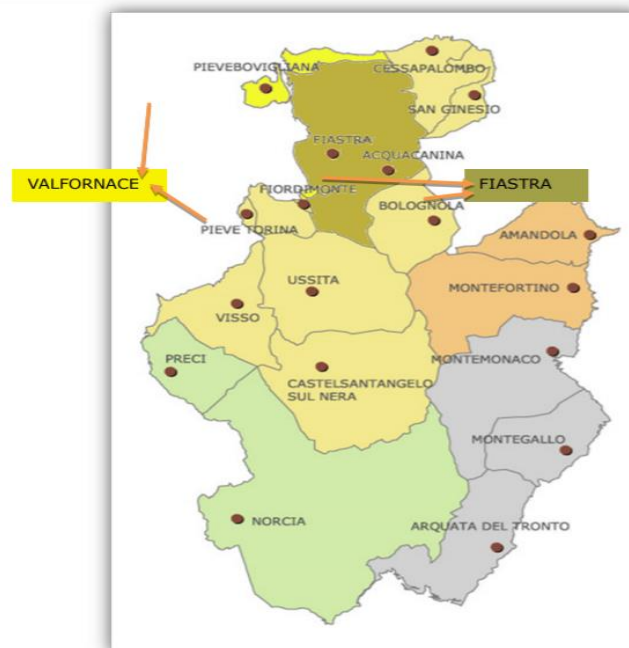 PIEVEBOVIGLIANA
CESSAPALOMBO
SAN GINESIO
FIASTRA
ACQUACANINA
VALFORNACE
FIASTRA
FIORDIMONTE
BOLOGNOLA
PIEVE TORINA
AMANDOLA
USSITA
MONTEFORTINO
VISSO
MONTEMONACO
PRECI
CASTELSANTANGELO
SUL NERA
MONTEGALLO
NORCIA
ARQUATA DEL TRONTO